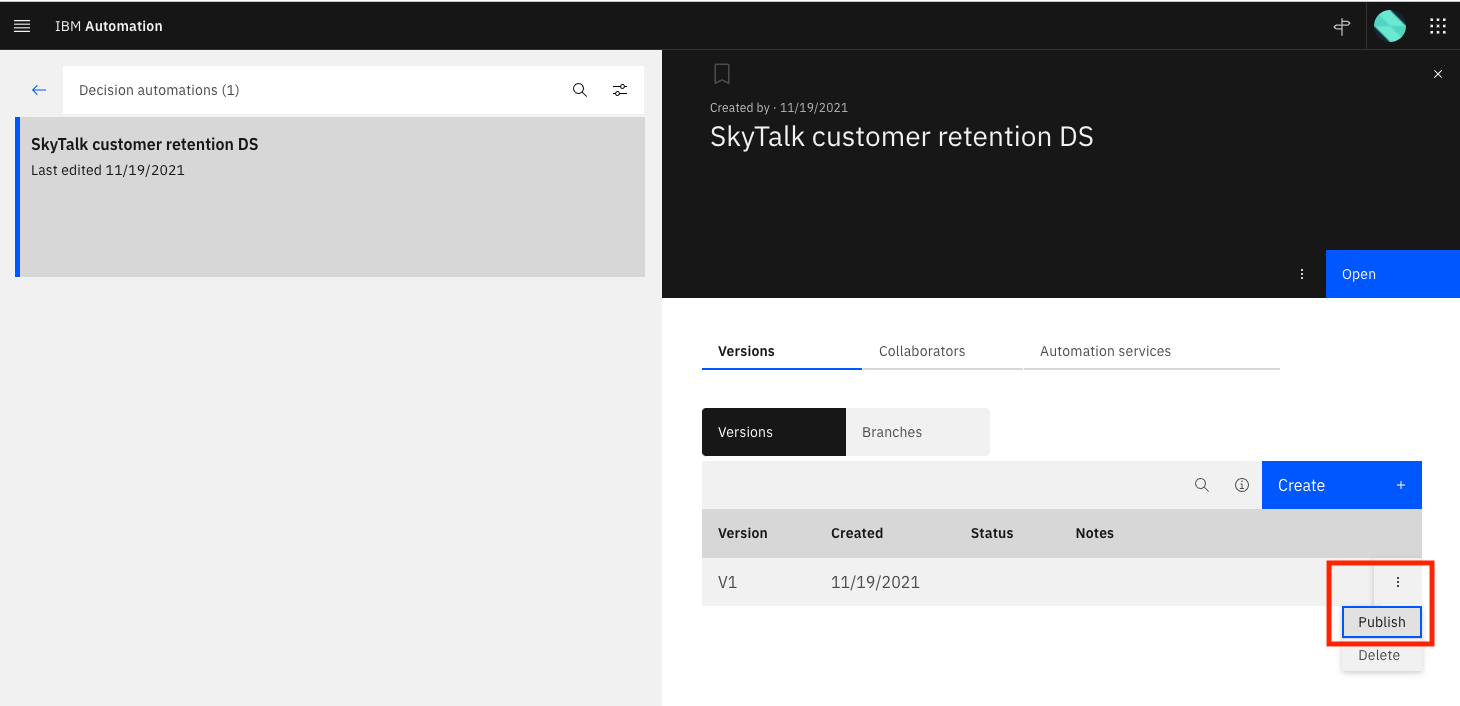 IBM Automation
Decision automations (1)
SkyTalk customer retention DS
Last edited 11/19/2021
Created by · 11/19/2021
SkyTalk customer retention DS
Open
Versions Collaborators Automation services
Versions Branches
Create +
Version Created Status Notes
V1 11/19/2021
Publish
Delete